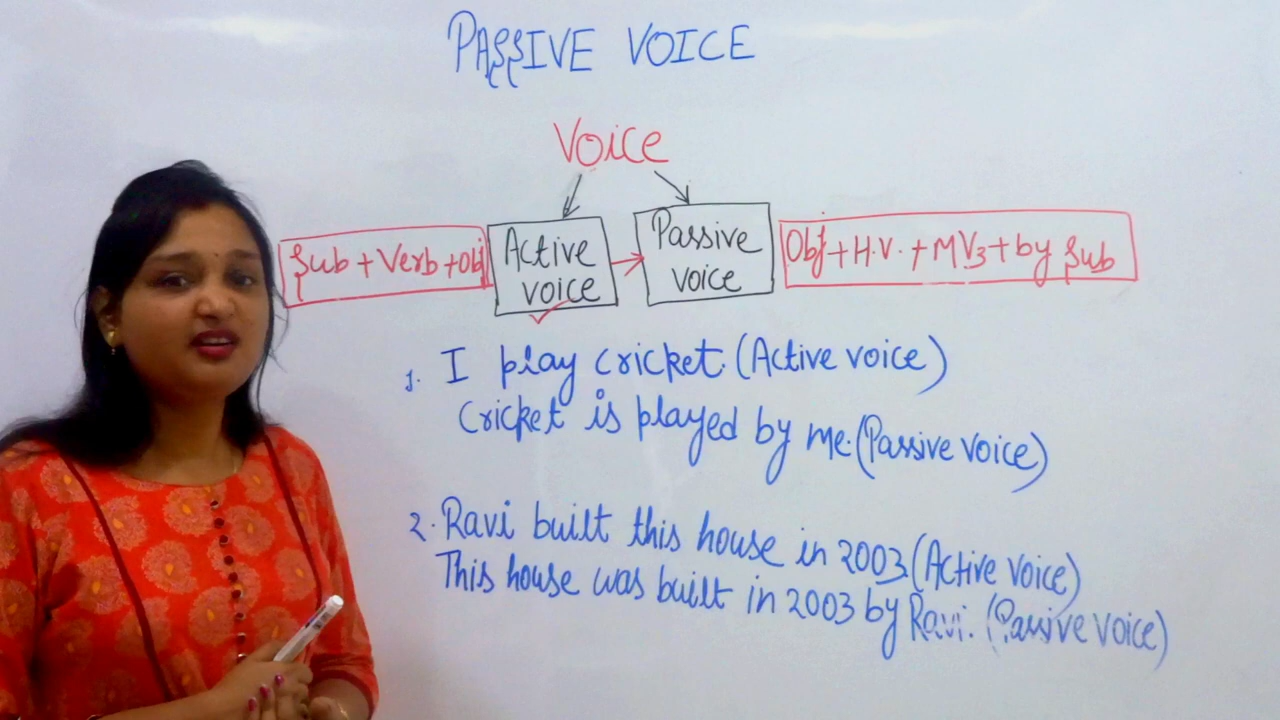 PASSIVE VOICE
Voice
Sub + Verb + Obj
Active voice
Passive voice
Obj + H.V. + MV3 + by Sub
1. I play cricket. (Active voice)
Cricket is played by me. (Passive voice)
2. Ravi built this house in 2003. (Active voice)
This house was built in 2003 by Ravi. (Passive voice)